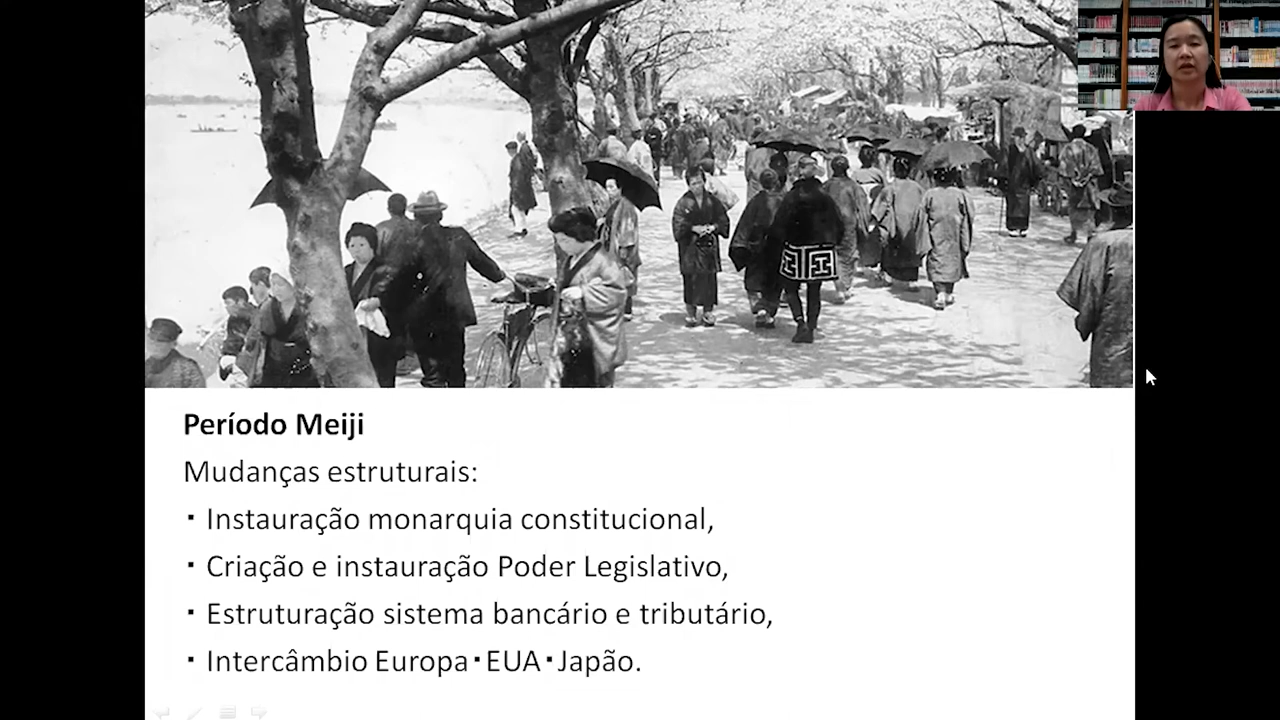 Período Meiji
Mudanças estruturais:
･ Instauração monarquia constitucional,
･ Criação e instauração Poder Legislativo,
･ Estruturação sistema bancário e tributário,
･ Intercâmbio Europa･EUA･Japão.